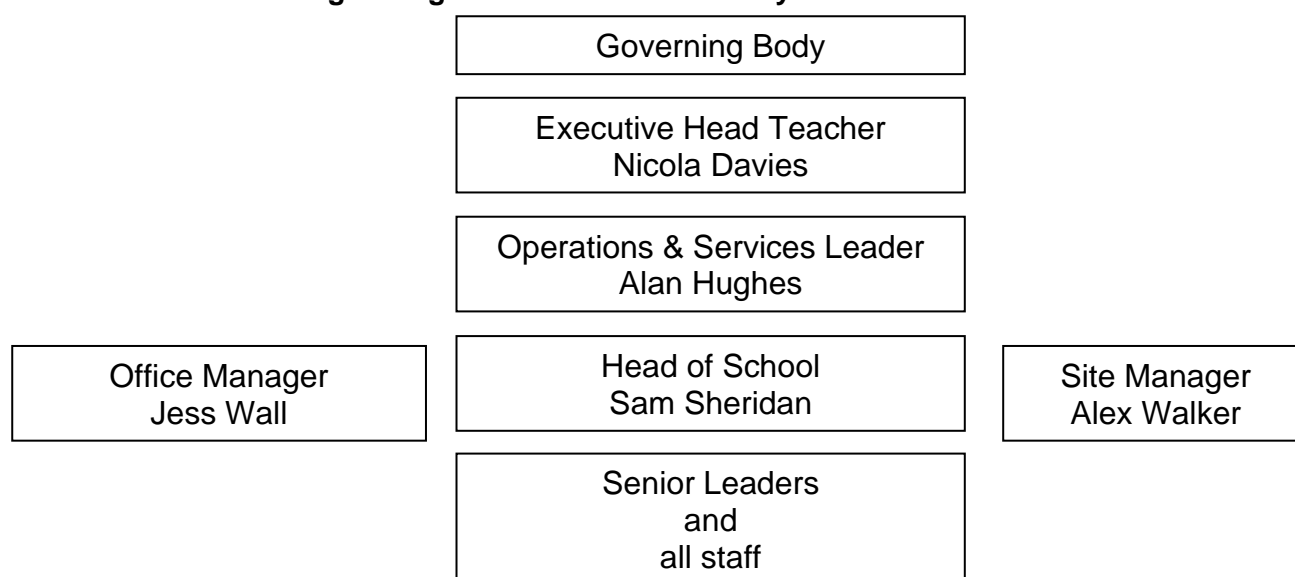 Governing Body
Executive Head Teacher
Nicola Davies
Operations & Services Leader
Alan Hughes
Office Manager
Jess Wall
Head of School
Sam Sheridan
Site Manager
Alex Walker
Senior Leaders
and
all staff